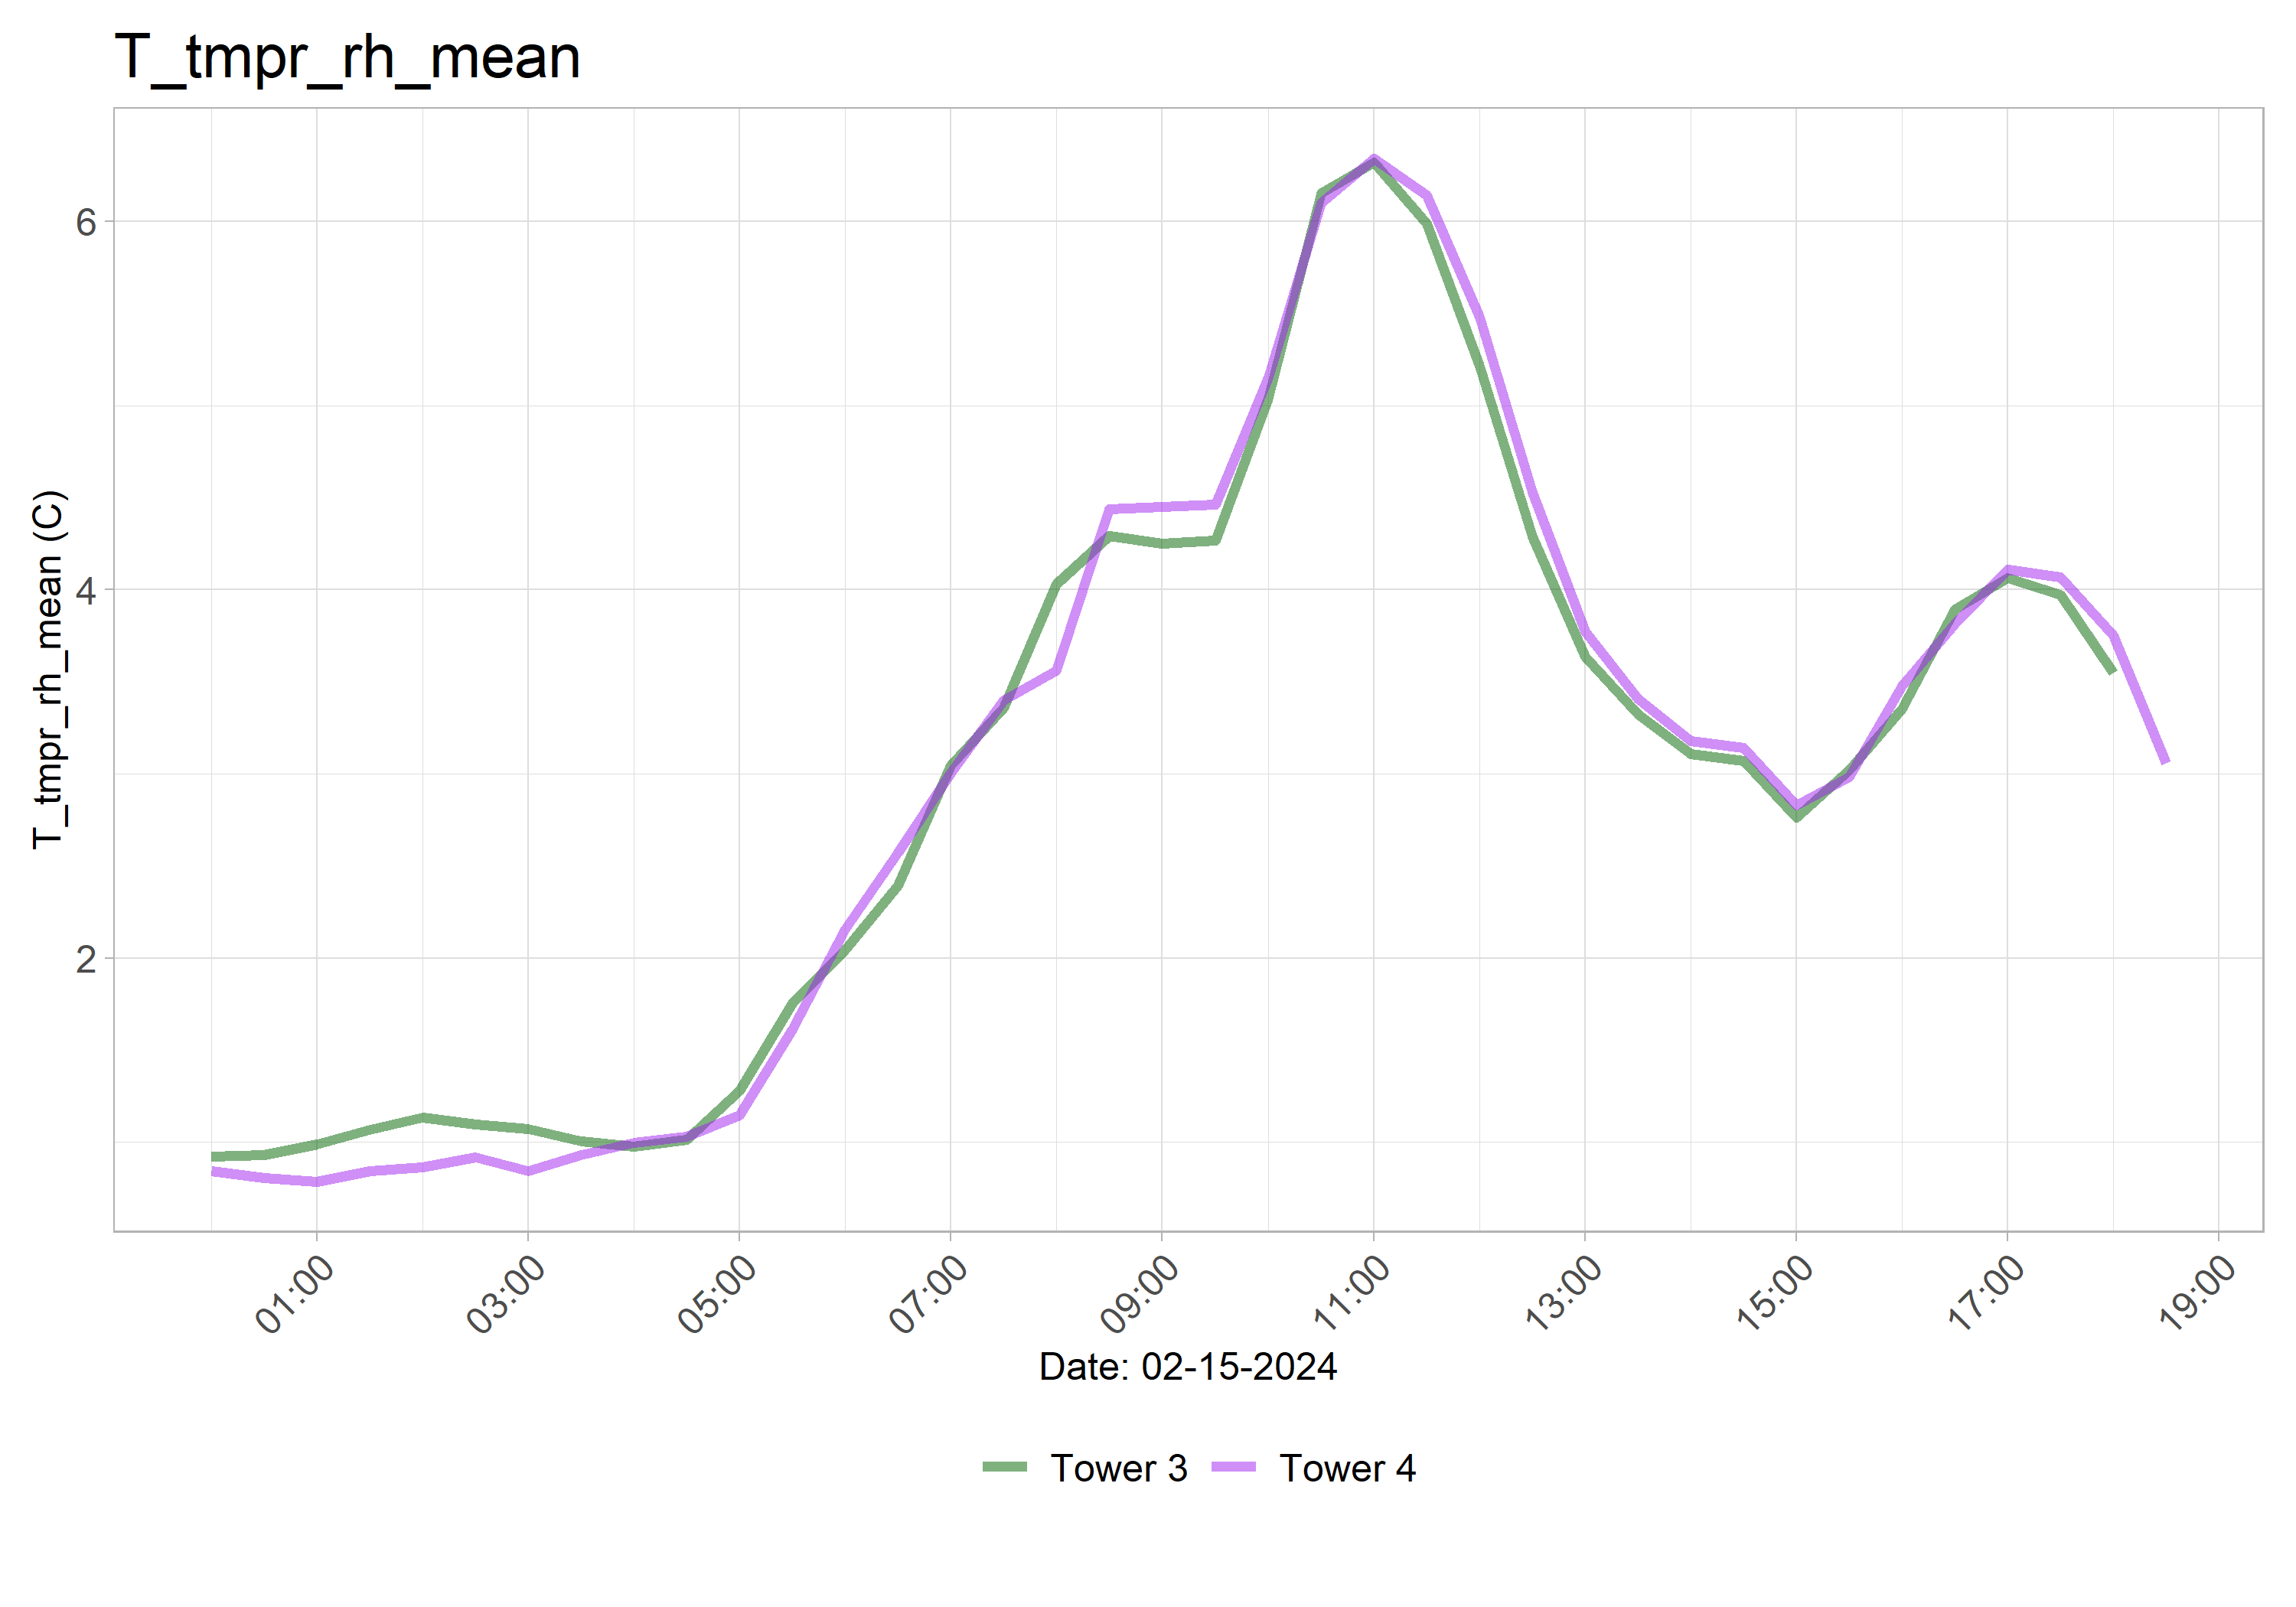 T_tmpr_rh_mean
T_tmpr_rh_mean (C)
6
4
2
01:00 03:00 05:00 07:00 09:00 11:00 13:00 15:00 17:00 19:00
Date: 02-15-2024
Tower 3 Tower 4